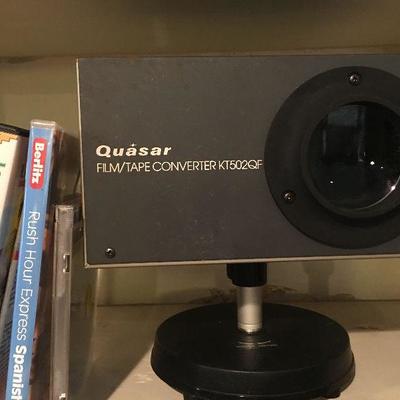 Quasar
FILM/TAPE CONVERTER KT502QF
Berlitz
Rush Hour Express Spanish